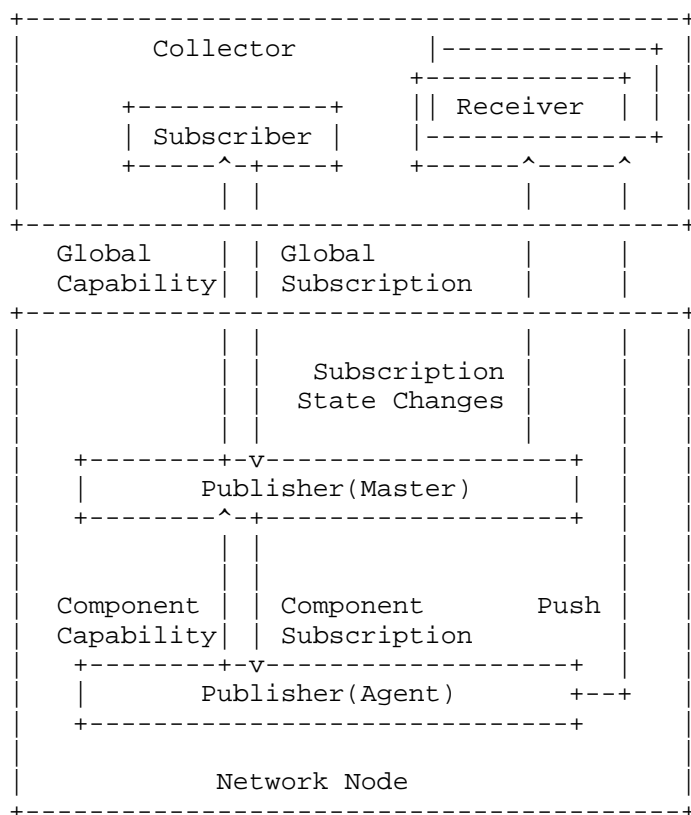 Collector
Receiver
Subscriber
Global Global
Capability Subscription
Subscription
State Changes
Publisher(Master)
Component Component Push
Capability Subscription
Publisher(Agent)
Network Node